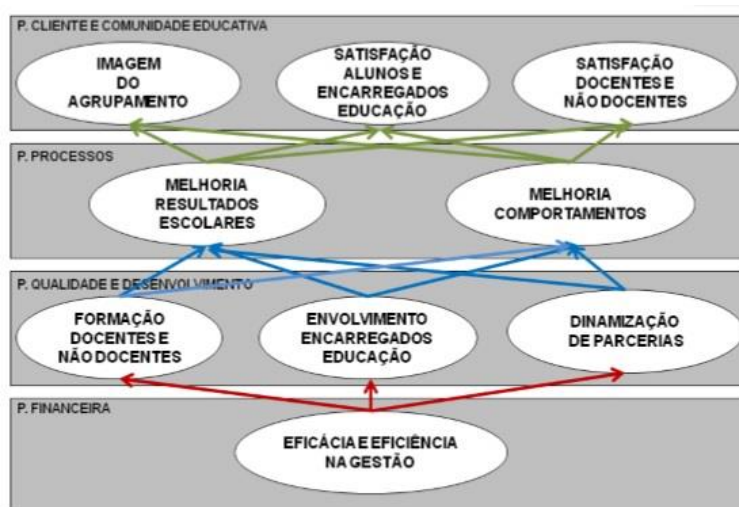 P. CLIENTE E COMUNIDADE EDUCATIVA
IMAGEM
DO
AGRUPAMENTO
SATISFAÇÃO
ALUNOS E
ENCARREGADOS
EDUCAÇÃO
SATISFAÇÃO
DOCENTES E
NÃO DOCENTES
P. PROCESSOS
MELHORIA
RESULTADOS
ESCOLARES
MELHORIA
COMPORTAMENTOS
P. QUALIDADE E DESENVOLVIMENTO
FORMAÇÃO
DOCENTES E
NÃO DOCENTES
ENVOLVIMENTO
ENCARREGADOS
EDUCAÇÃO
DINAMIZAÇÃO
DE PARCERIAS
P. FINANCEIRA
EFICÁCIA E EFICIÊNCIA
NA GESTÃO